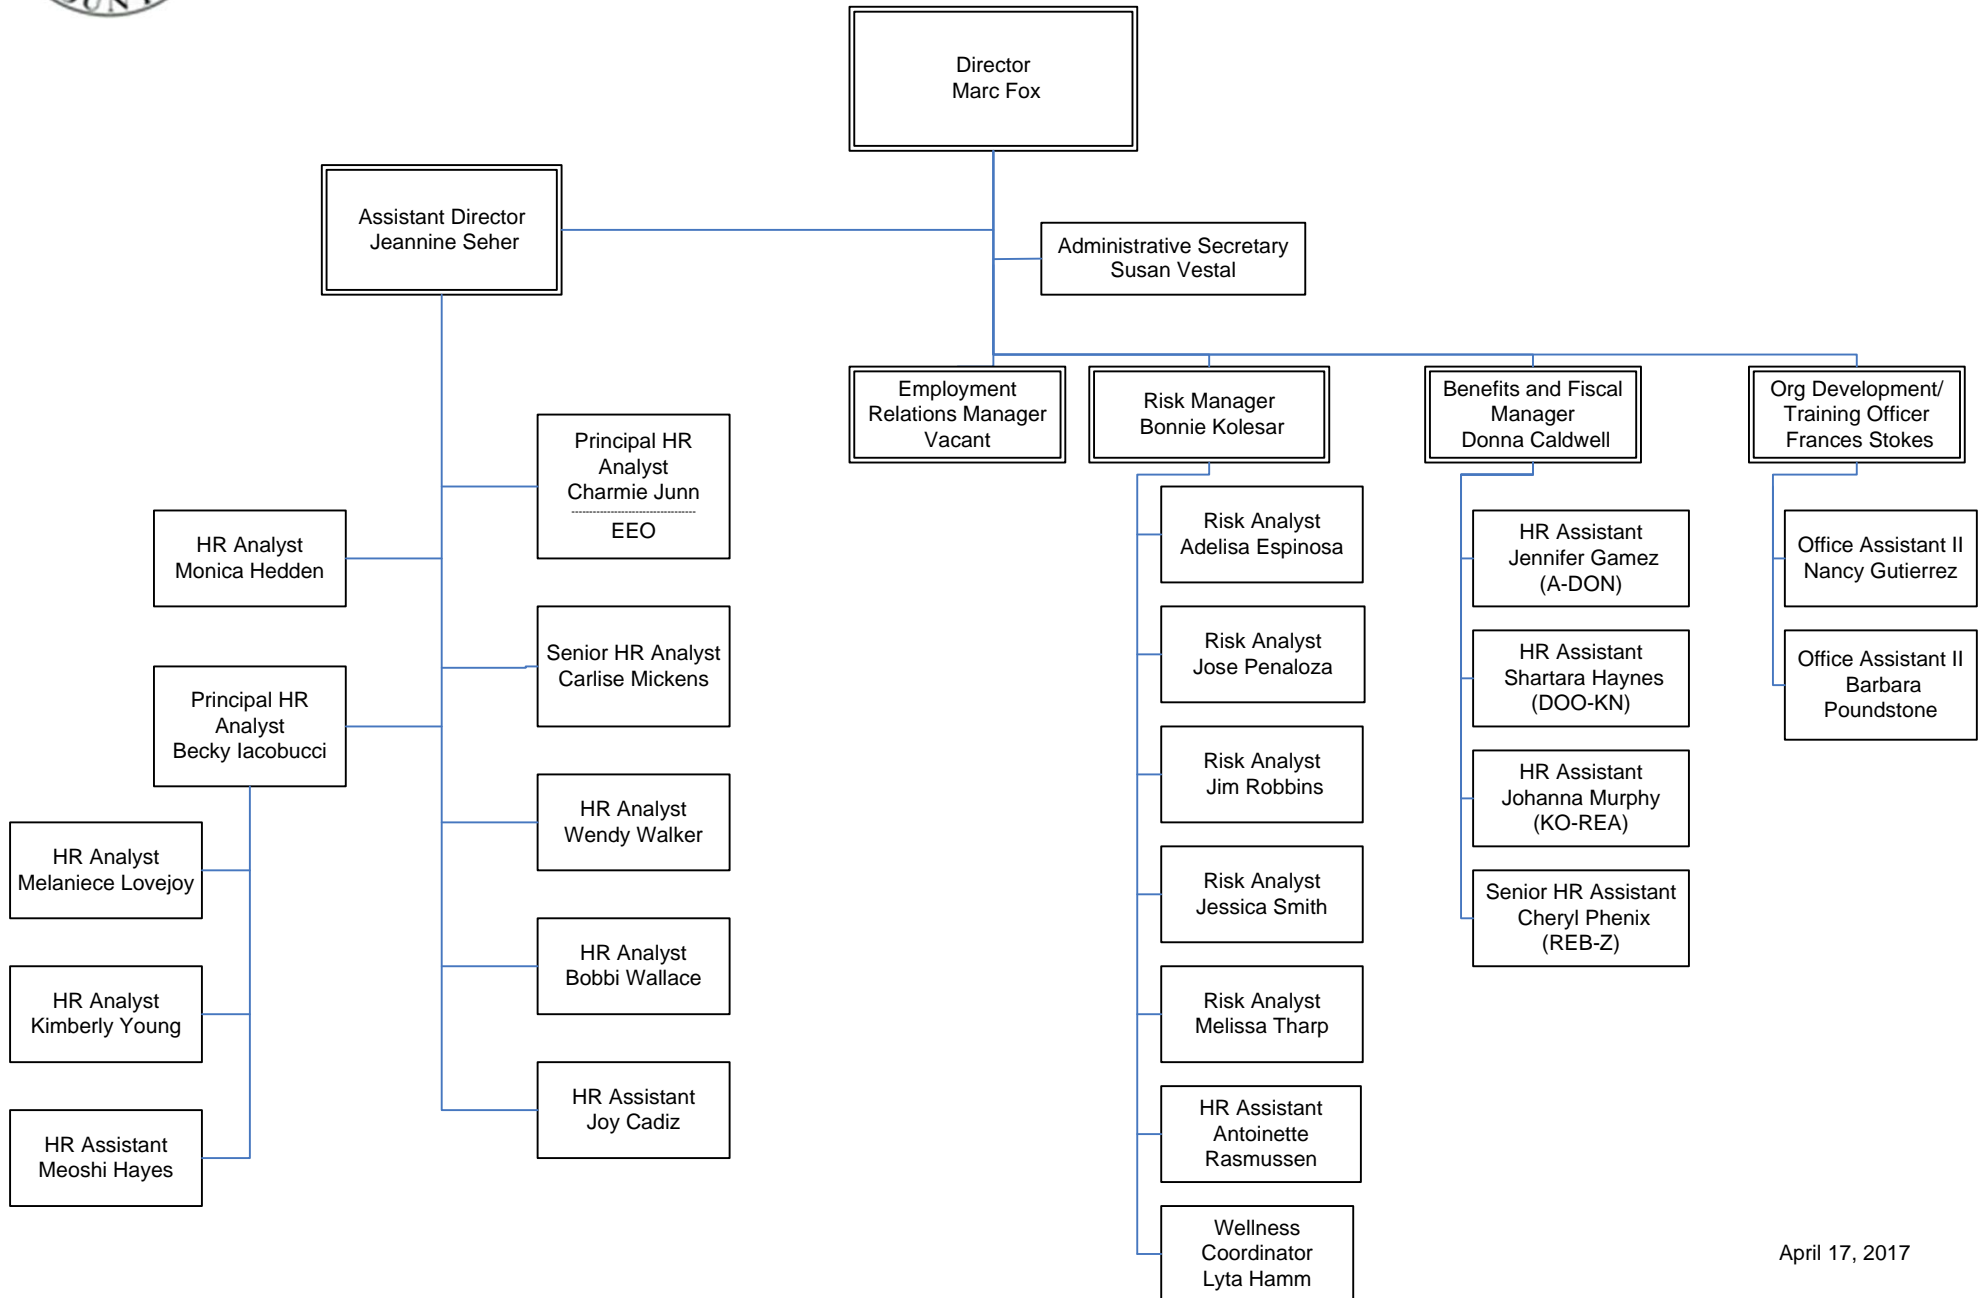 Director
Marc Fox
Assistant Director
Jeannine Seher
Administrative Secretary
Susan Vestal
Employment
Relations Manager
Vacant
Risk Manager
Bonnie Kolesar
Benefits and Fiscal
Manager
Donna Caldwell
Org Development/
Training Officer
Frances Stokes
Principal HR
Analyst
Charmie Junn
------------------------------------
EEO
HR Analyst
Monica Hedden
Senior HR Analyst
Carlise Mickens
Principal HR
Analyst
Becky Iacobucci
HR Analyst
Wendy Walker
HR Analyst
Melaniece Lovejoy
HR Analyst
Bobbi Wallace
HR Analyst
Kimberly Young
HR Assistant
Joy Cadiz
HR Assistant
Meoshi Hayes
Risk Analyst
Adelisa Espinosa
Risk Analyst
Jose Penaloza
Risk Analyst
Jim Robbins
Risk Analyst
Jessica Smith
Risk Analyst
Melissa Tharp
HR Assistant
Antoinette
Rasmussen
Wellness
Coordinator
Lyta Hamm
HR Assistant
Jennifer Gamez
(A-DON)
HR Assistant
Shartara Haynes
(DOO-KN)
HR Assistant
Johanna Murphy
(KO-REA)
Senior HR Assistant
Cheryl Phenix
(REB-Z)
Office Assistant II
Nancy Gutierrez
Office Assistant II
Barbara
Poundstone
April 17, 2017